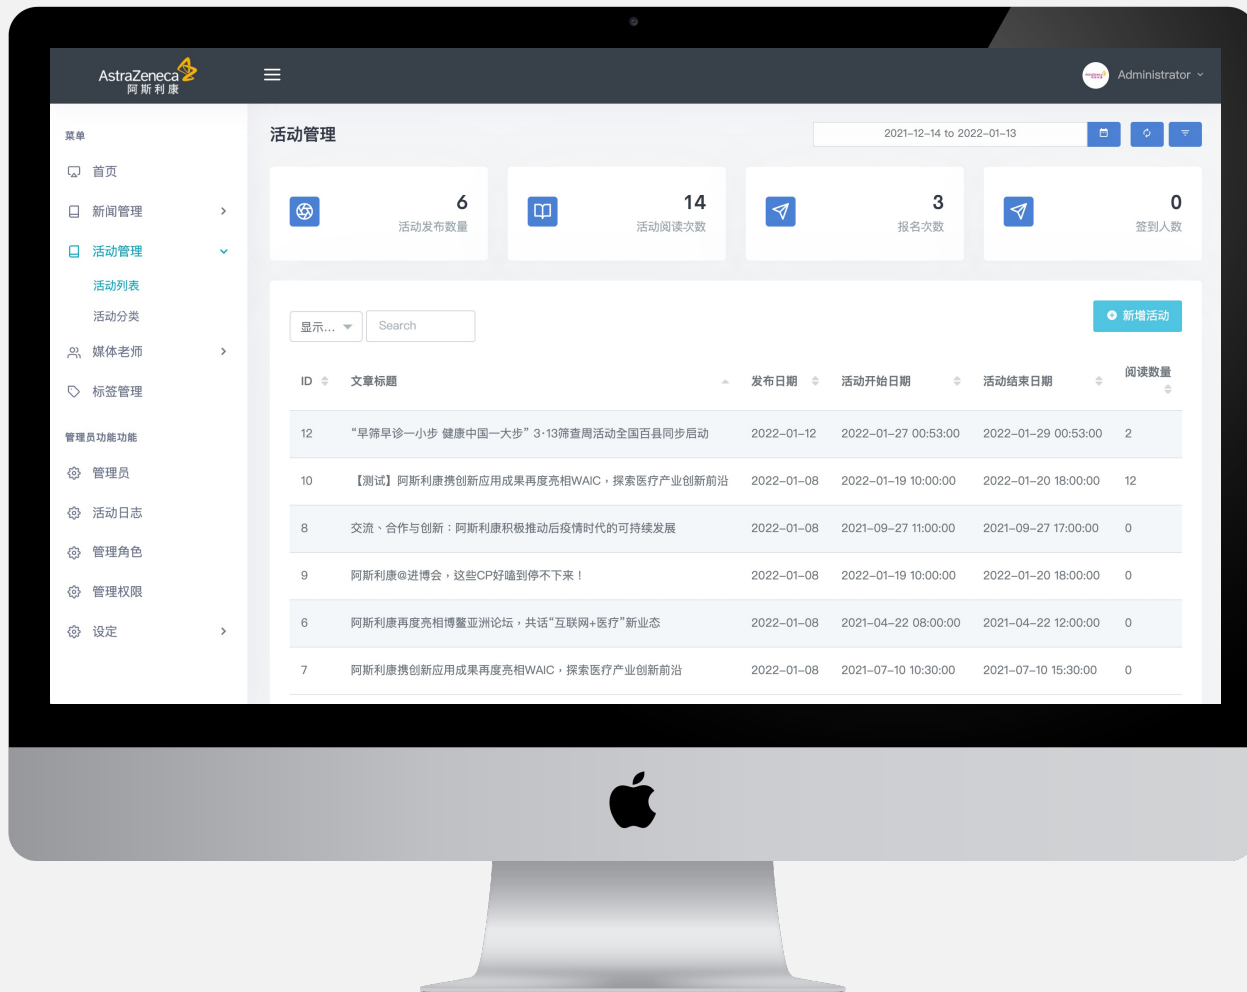 AstraZeneca
阿斯利康
Administrator
菜单
首页
新闻管理
活动管理
活动列表
活动分类
媒体老师
标签管理
管理员功能功能
管理员
活动日志
管理角色
管理权限
设定
活动管理
2021-12-14 to 2022-01-13
6
活动发布数量
14
活动阅读次数
3
报名次数
0
签到人数
显示...
Search
新增活动
ID 文章标题 发布日期 活动开始日期 活动结束日期 阅读数量
12 “早筛早诊一小步 健康中国一大步” 3·13筛查周活动全国百县同步启动 2022-01-12 2022-01-27 00:53:00 2022-01-29 00:53:00 2
10 【测试】阿斯利康携创新应用成果再度亮相WAIC，探索医疗产业创新前沿 2022-01-08 2022-01-19 10:00:00 2022-01-20 18:00:00 12
8 交流、合作与创新：阿斯利康积极推动后疫情时代的可持续发展 2022-01-08 2021-09-27 11:00:00 2021-09-27 17:00:00 0
9 阿斯利康@进博会，这些CP好嗑到停不下来！ 2022-01-08 2022-01-19 10:00:00 2022-01-20 18:00:00 0
6 阿斯利康再度亮相博鳌亚洲论坛，共话“互联网+医疗”新业态 2022-01-08 2021-04-22 08:00:00 2021-04-22 12:00:00 0
7 阿斯利康携创新应用成果再度亮相WAIC，探索医疗产业创新前沿 2022-01-08 2021-07-10 10:30:00 2021-07-10 15:30:00 0